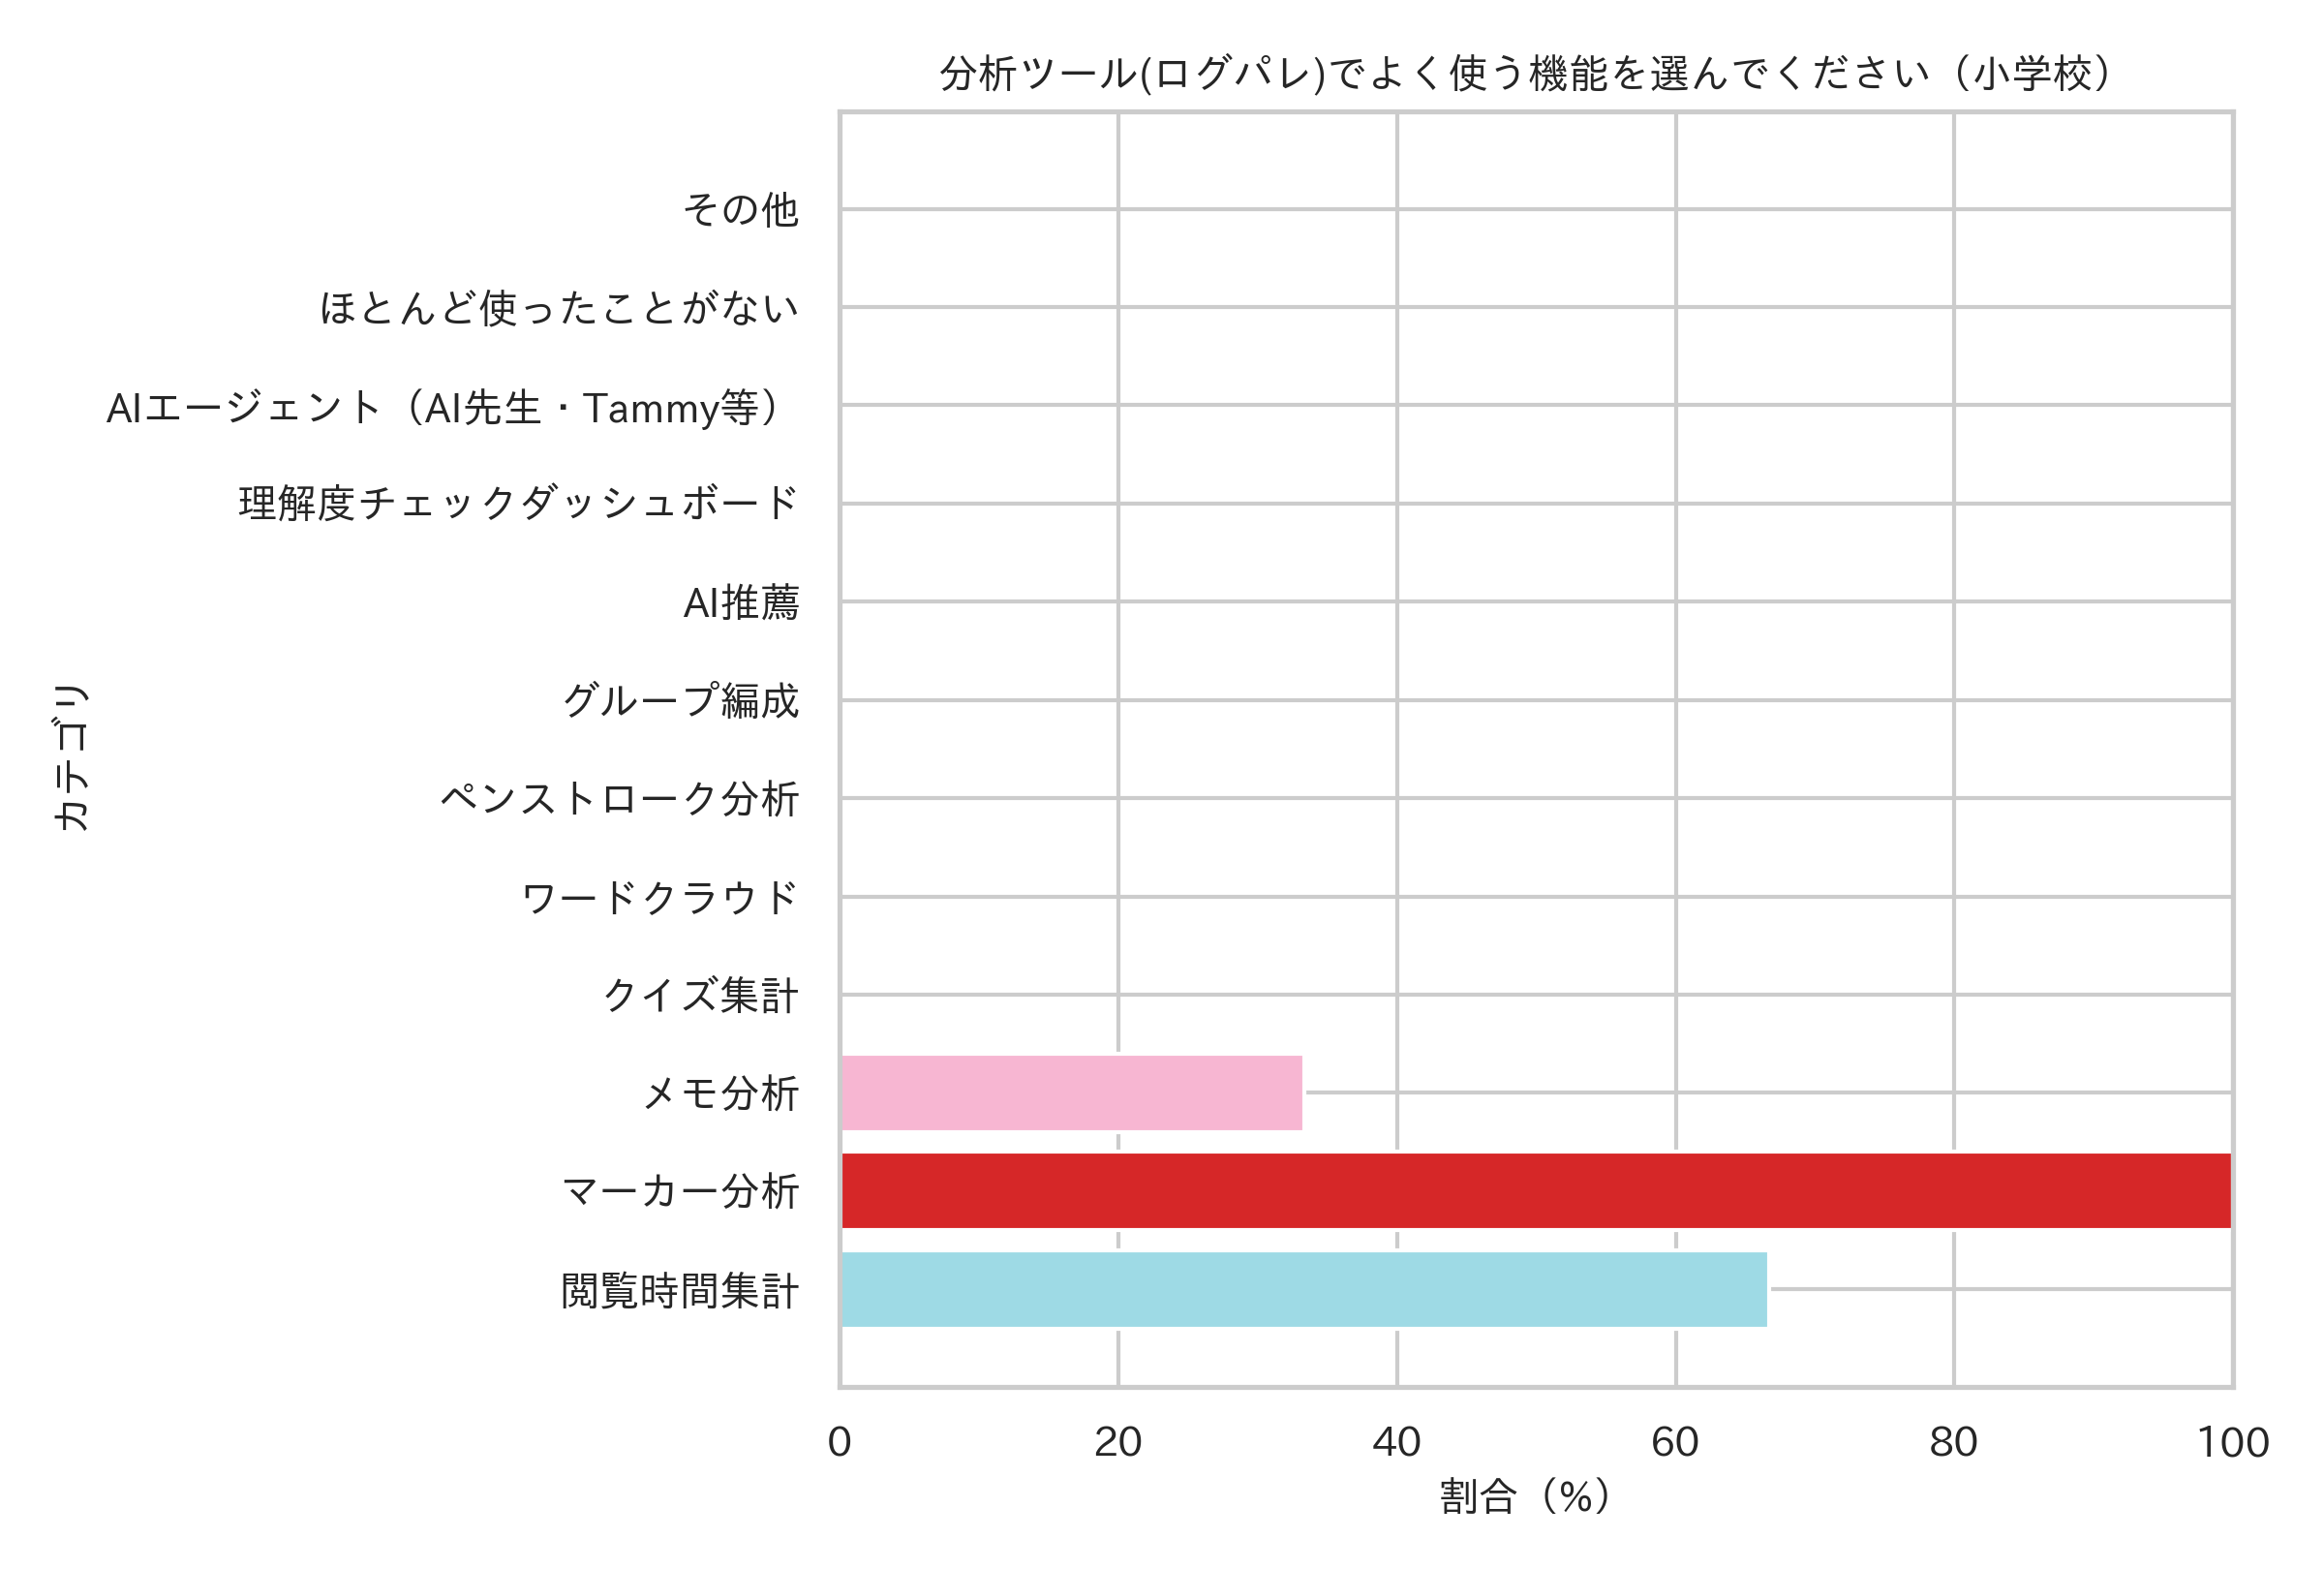 分析ツール(ログパレ)でよく使う機能を選んでください（小学校）
その他
ほとんど使ったことがない
AIエージェント（AI先生・Tammy等）
理解度チェックダッシュボード
AI推薦
グループ編成
ペンストローク分析
ワードクラウド
クイズ集計
メモ分析
マーカー分析
閲覧時間集計
カテゴリ
0 20 40 60 80 100
割合（%）